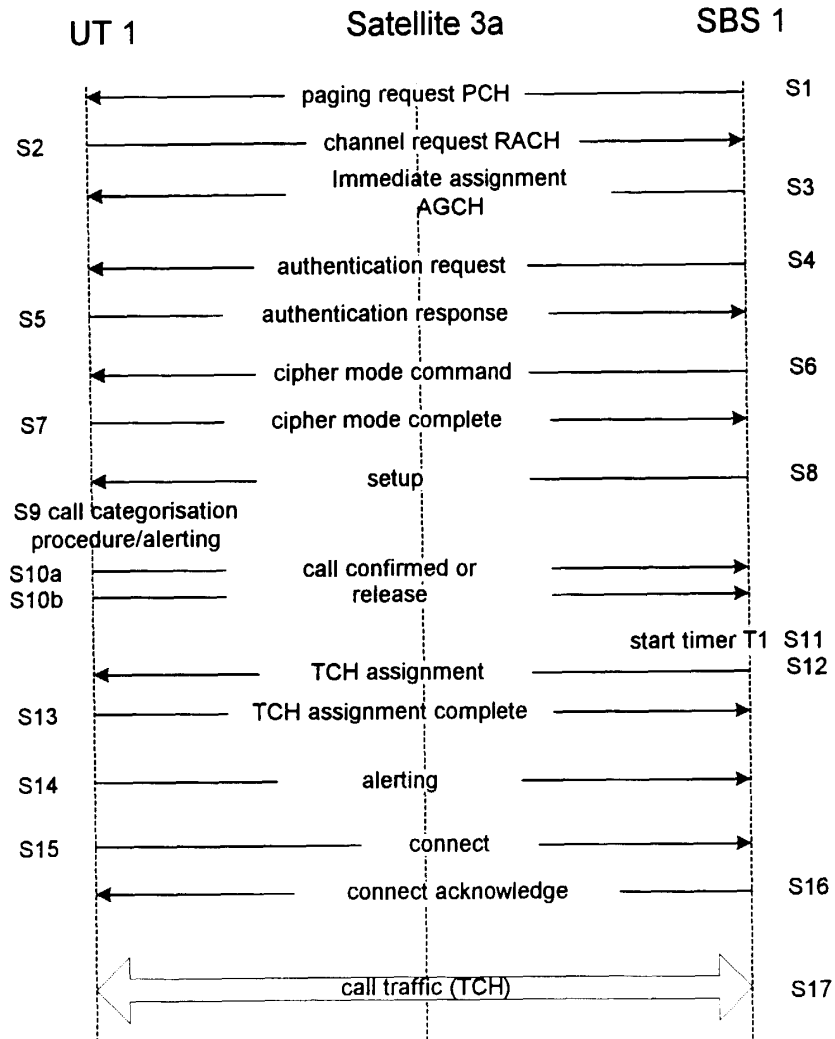 UT 1 Satellite 3a SBS 1
paging request PCH S1
S2 channel request RACH
Immediate assignment
AGCH S3
authentication request S4
S5 authentication response
cipher mode command S6
S7 cipher mode complete
setup S8
S9 call categorisation
procedure/alerting
S10a call confirmed or
S10b release
start timer T1 S11
TCH assignment S12
S13 TCH assignment complete
S14 alerting
S15 connect
connect acknowledge S16
call traffic (TCH) S17